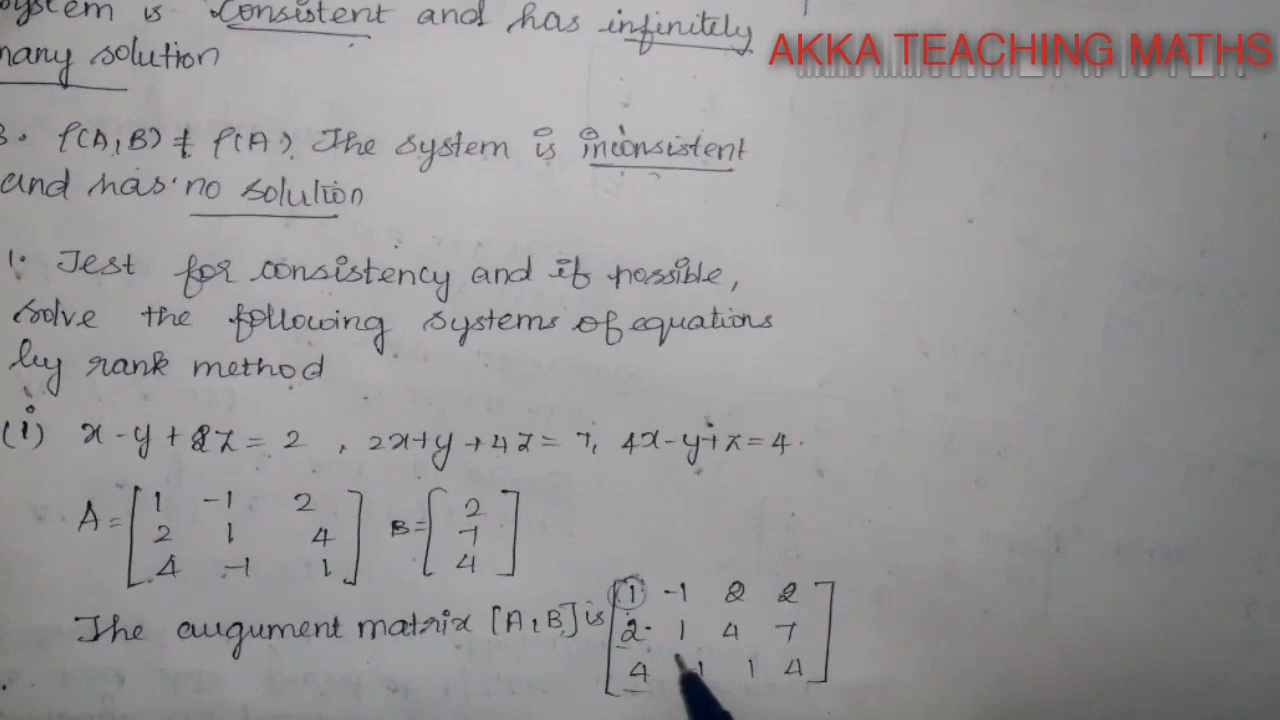 system is consistent and has infinitely
many solution
AKKA TEACHING MATHS
3. ρ(A,B) ≠ ρ(A). The system is inconsistent
and has no solution
1. Test for consistency and if possible,
solve the following systems of equations
by rank method
(i) x-y+2z=2, 2x+y+4z=7, 4x-y+z=4.
A = [1 -1 2 B = [2
2 1 4 7
4 -1 1] 4]
The augument matrix [A,B] is [1 -1 2 2
2 1 4 7
4 -1 1 4]